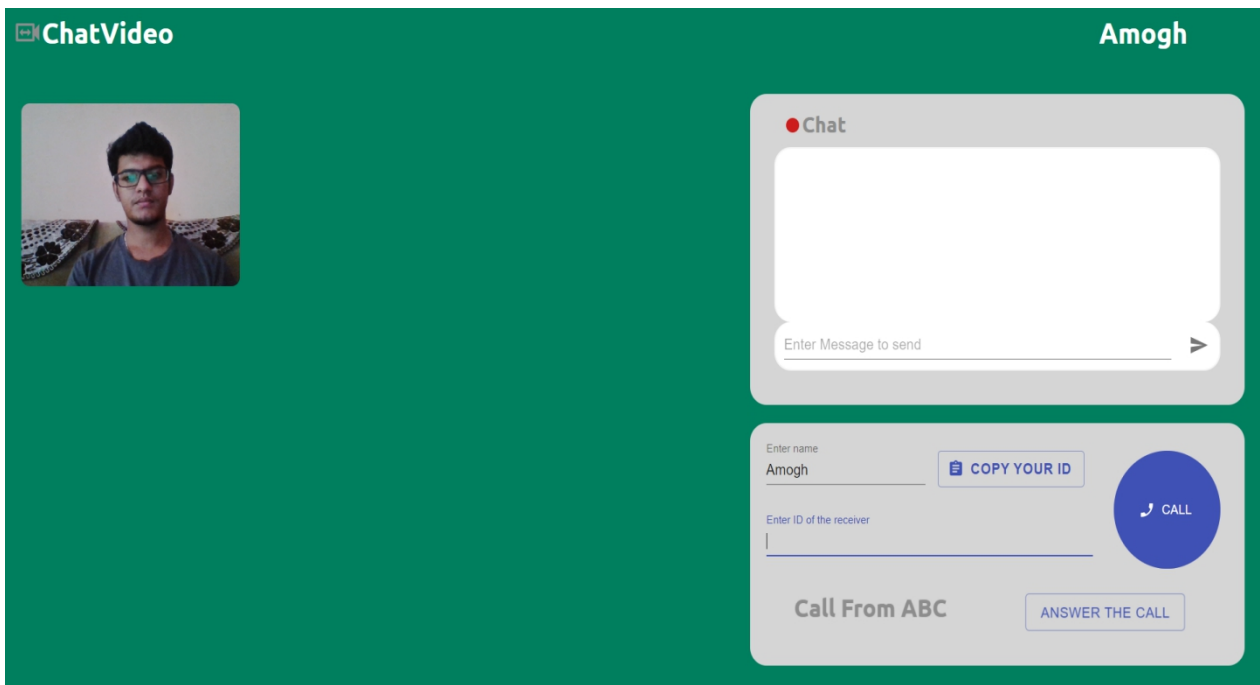 ChatVideo
Amogh
Chat
Enter Message to send
Enter name
Amogh
COPY YOUR ID
CALL
Enter ID of the receiver
Call From ABC
ANSWER THE CALL